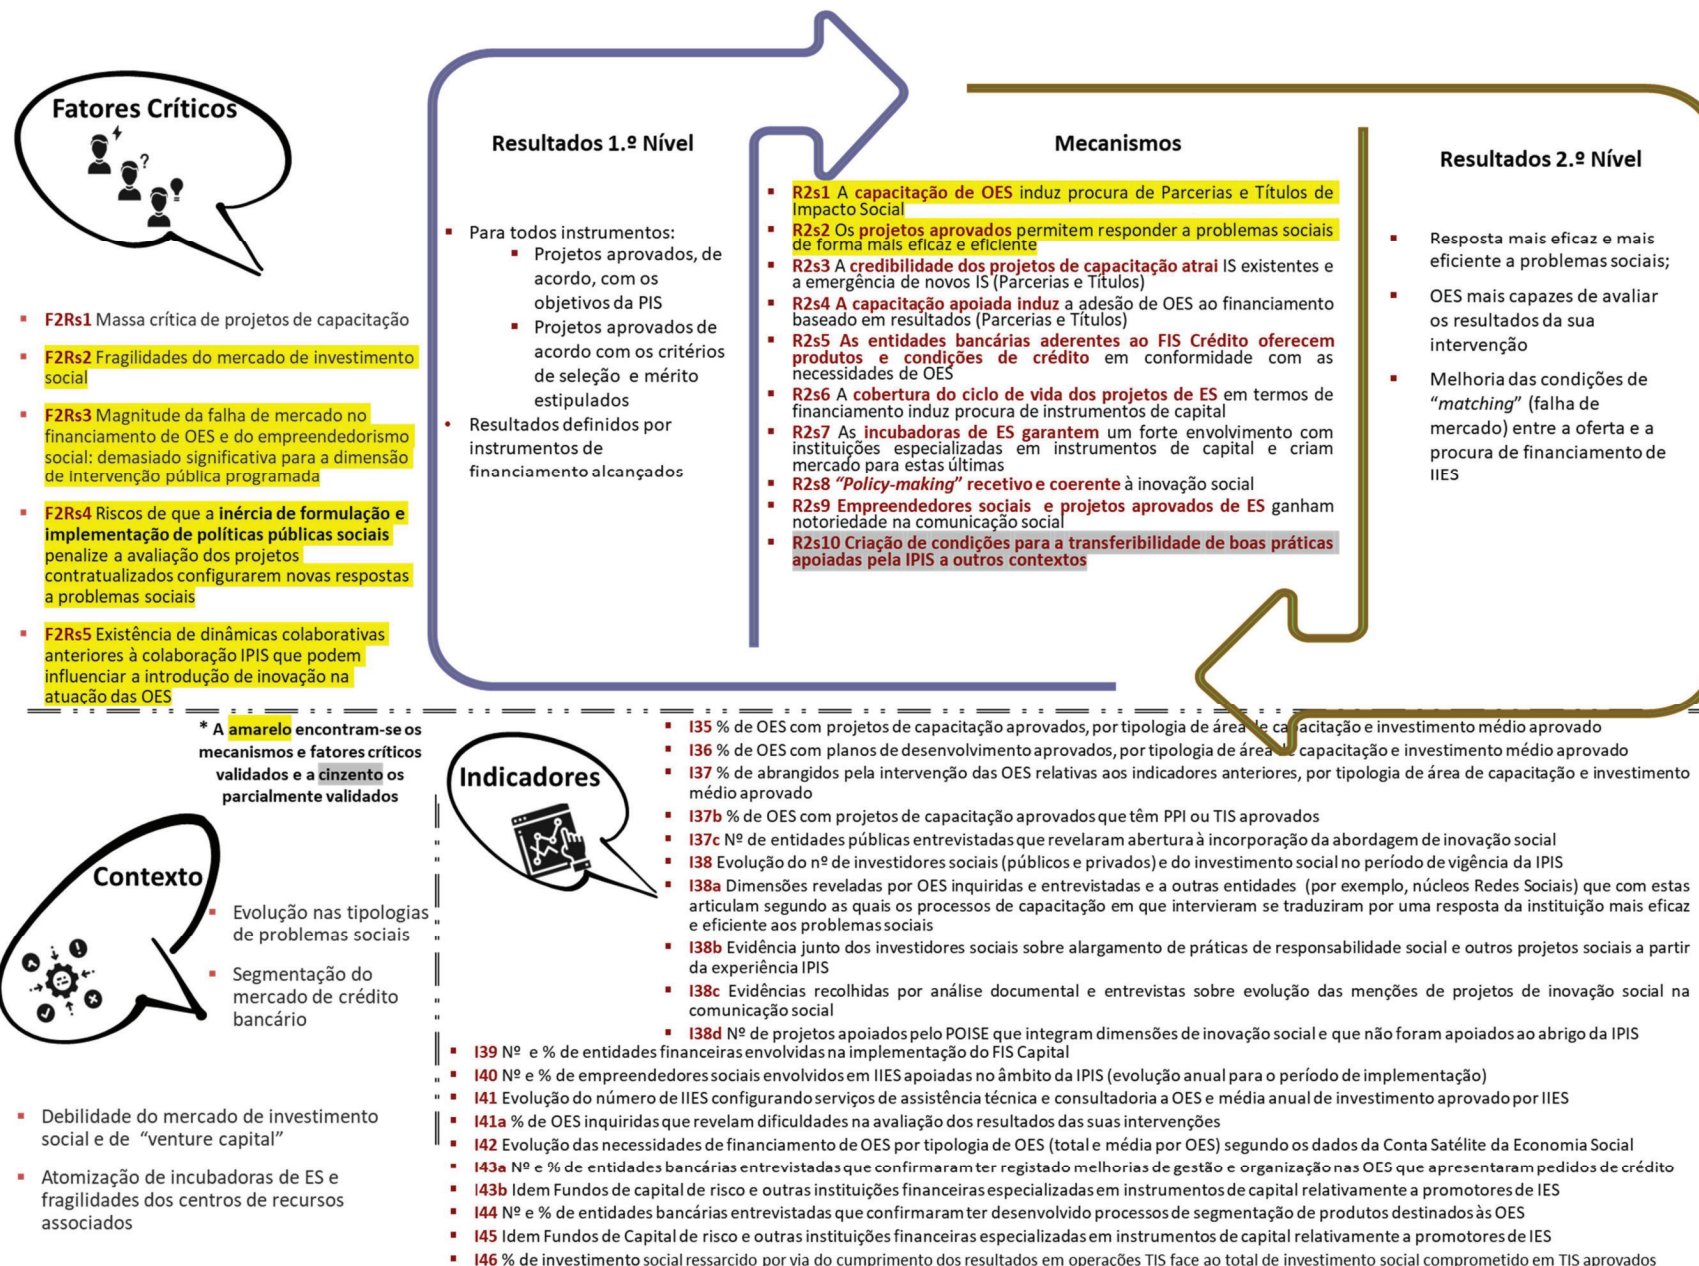 Fatores Críticos
F2Rs1 Massa crítica de projetos de capacitação
F2Rs2 Fragilidades do mercado de investimento
social
F2Rs3 Magnitude da falha de mercado no
financiamento de OES e do empreendedorismo
social: demasiado significativa para a dimensão
de intervenção pública programada
F2Rs4 Riscos de que a inércia de formulação e
implementação de políticas públicas sociais
penalize a avaliação dos projetos
contratualizados configurarem novas respostas
a problemas sociais
F2Rs5 Existência de dinâmicas colaborativas
anteriores à colaboração IPIS que podem
influenciar a introdução de inovação na
atuação das OES
Resultados 1.º Nível
Para todos instrumentos:
Projetos aprovados, de
acordo, com os
objetivos da PIS
Projetos aprovados de
acordo com os critérios
de seleção e mérito
estipulados
Resultados definidos por
instrumentos de
financiamento alcançados
Mecanismos
R2s1 A capacitação de OES induz procura de Parcerias e Títulos de
Impacto Social
R2s2 Os projetos aprovados permitem responder a problemas sociais
de forma mais eficaz e eficiente
R2s3 A credibilidade dos projetos de capacitação atrai IS existentes e
a emergência de novos IS (Parcerias e Títulos)
R2s4 A capacitação apoiada induz a adesão de OES ao financiamento
baseado em resultados (Parcerias e Títulos)
R2s5 As entidades bancárias aderentes ao FIS Crédito oferecem
produtos e condições de crédito em conformidade com as
necessidades de OES
R2s6 A cobertura do ciclo de vida dos projetos de ES em termos de
financiamento induz procura de instrumentos de capital
R2s7 As incubadoras de ES garantem um forte envolvimento com
instituições especializadas em instrumentos de capital e criam
mercado para estas últimas
R2s8 “Policy-making” recetivo e coerente à inovação social
R2s9 Empreendedores sociais e projetos aprovados de ES ganham
notoriedade na comunicação social
R2s10 Criação de condições para a transferibilidade de boas práticas
apoiadas pela IPIS a outros contextos
Resultados 2.º Nível
Resposta mais eficaz e mais
eficiente a problemas sociais;
OES mais capazes de avaliar
os resultados da sua
intervenção
Melhoria das condições de
“matching” (falha de
mercado) entre a oferta e a
procura de financiamento de
IIES
* A amarelo encontram-se os
mecanismos e fatores críticos
validados e a cinzento os
parcialmente validados
Contexto
Evolução nas tipologias
de problemas sociais
Segmentação do
mercado de crédito
bancário
Debilidade do mercado de investimento
social e de “venture capital”
Atomização de incubadoras de ES e
fragilidades dos centros de recursos
associados
Indicadores
I35 % de OES com projetos de capacitação aprovados, por tipologia de área de capacitação e investimento médio aprovado
I36 % de OES com planos de desenvolvimento aprovados, por tipologia de área de capacitação e investimento médio aprovado
I37 % de abrangidos pela intervenção das OES relativas aos indicadores anteriores, por tipologia de área de capacitação e investimento
médio aprovado
I37b % de OES com projetos de capacitação aprovados que têm PPI ou TIS aprovados
I37c Nº de entidades públicas entrevistadas que revelaram abertura à incorporação da abordagem de inovação social
I38 Evolução do nº de investidores sociais (públicos e privados) e do investimento social no período de vigência da IPIS
I38a Dimensões reveladas por OES inquiridas e entrevistadas e a outras entidades (por exemplo, núcleos Redes Sociais) que com estas
articulam segundo as quais os processos de capacitação em que intervieram se traduziram por uma resposta da instituição mais eficaz
e eficiente aos problemas sociais
I38b Evidência junto dos investidores sociais sobre alargamento de práticas de responsabilidade social e outros projetos sociais a partir
da experiência IPIS
I38c Evidências recolhidas por análise documental e entrevistas sobre evolução das menções de projetos de inovação social na
comunicação social
I38d Nº de projetos apoiados pelo POISE que integram dimensões de inovação social e que não foram apoiados ao abrigo da IPIS
I39 Nº e % de entidades financeiras envolvidas na implementação do FIS Capital
I40 Nº e % de empreendedores sociais envolvidos em IIES apoiadas no âmbito da IPIS (evolução anual para o período de implementação)
I41 Evolução do número de IIES configurando serviços de assistência técnica e consultadoria a OES e média anual de investimento aprovado por IIES
I41a % de OES inquiridas que revelam dificuldades na avaliação dos resultados das suas intervenções
I42 Evolução das necessidades de financiamento de OES por tipologia de OES (total e média por OES) segundo os dados da Conta Satélite da Economia Social
I43a Nº e % de entidades bancárias entrevistadas que confirmaram ter registado melhorias de gestão e organização nas OES que apresentaram pedidos de crédito
I43b Idem Fundos de capital de risco e outras instituições financeiras especializadas em instrumentos de capital relativamente a promotores de IES
I44 Nº e % de entidades bancárias entrevistadas que confirmaram ter desenvolvido processos de segmentação de produtos destinados às OES
I45 Idem Fundos de Capital de risco e outras instituições financeiras especializadas em instrumentos de capital relativamente a promotores de IES
I46 % de investimento social ressarcido por via do cumprimento dos resultados em operações TIS face ao total de investimento social comprometido em TIS aprovados